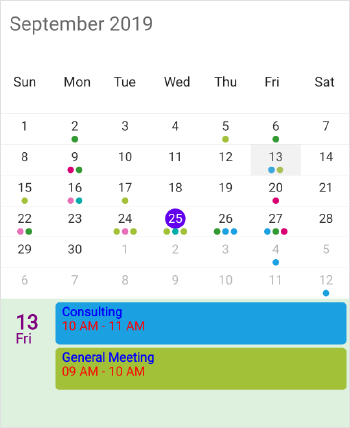 September 2019
Sun Mon Tue Wed Thu Fri Sat
1 2 3 4 5 6 7
8 9 10 11 12 13 14
15 16 17 18 19 20 21
22 23 24 25 26 27 28
29 30 1 2 3 4 5
6 7 8 9 10 11 12
13
Fri
Consulting
10 AM - 11 AM
General Meeting
09 AM - 10 AM